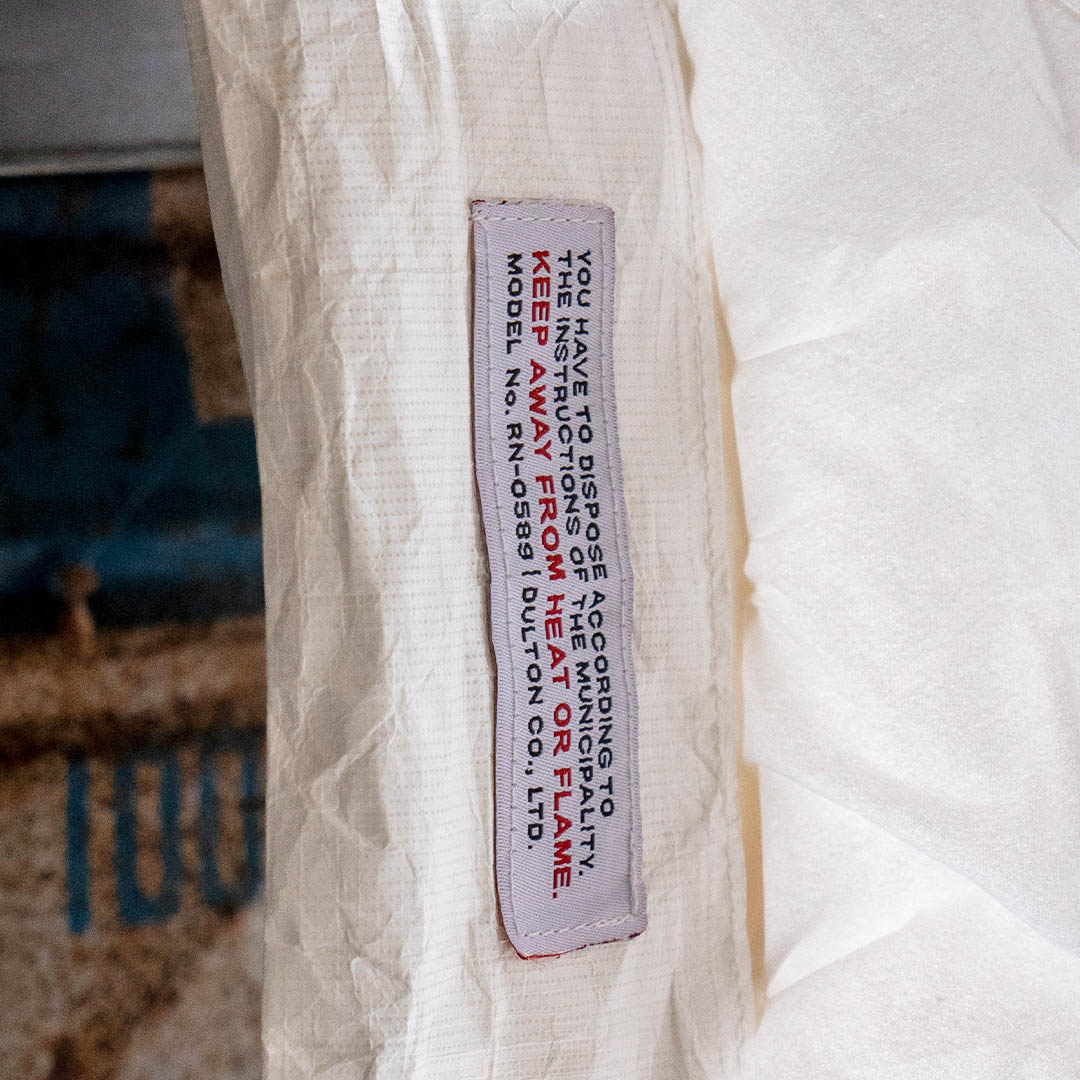 YOU HAVE TO DISPOSE ACCORDING TO
THE INSTRUCTIONS OF THE MUNICIPALITY.
KEEP AWAY FROM HEAT OR FLAME.
MODEL No. RN-0589 | DULTON CO., LTD.
100